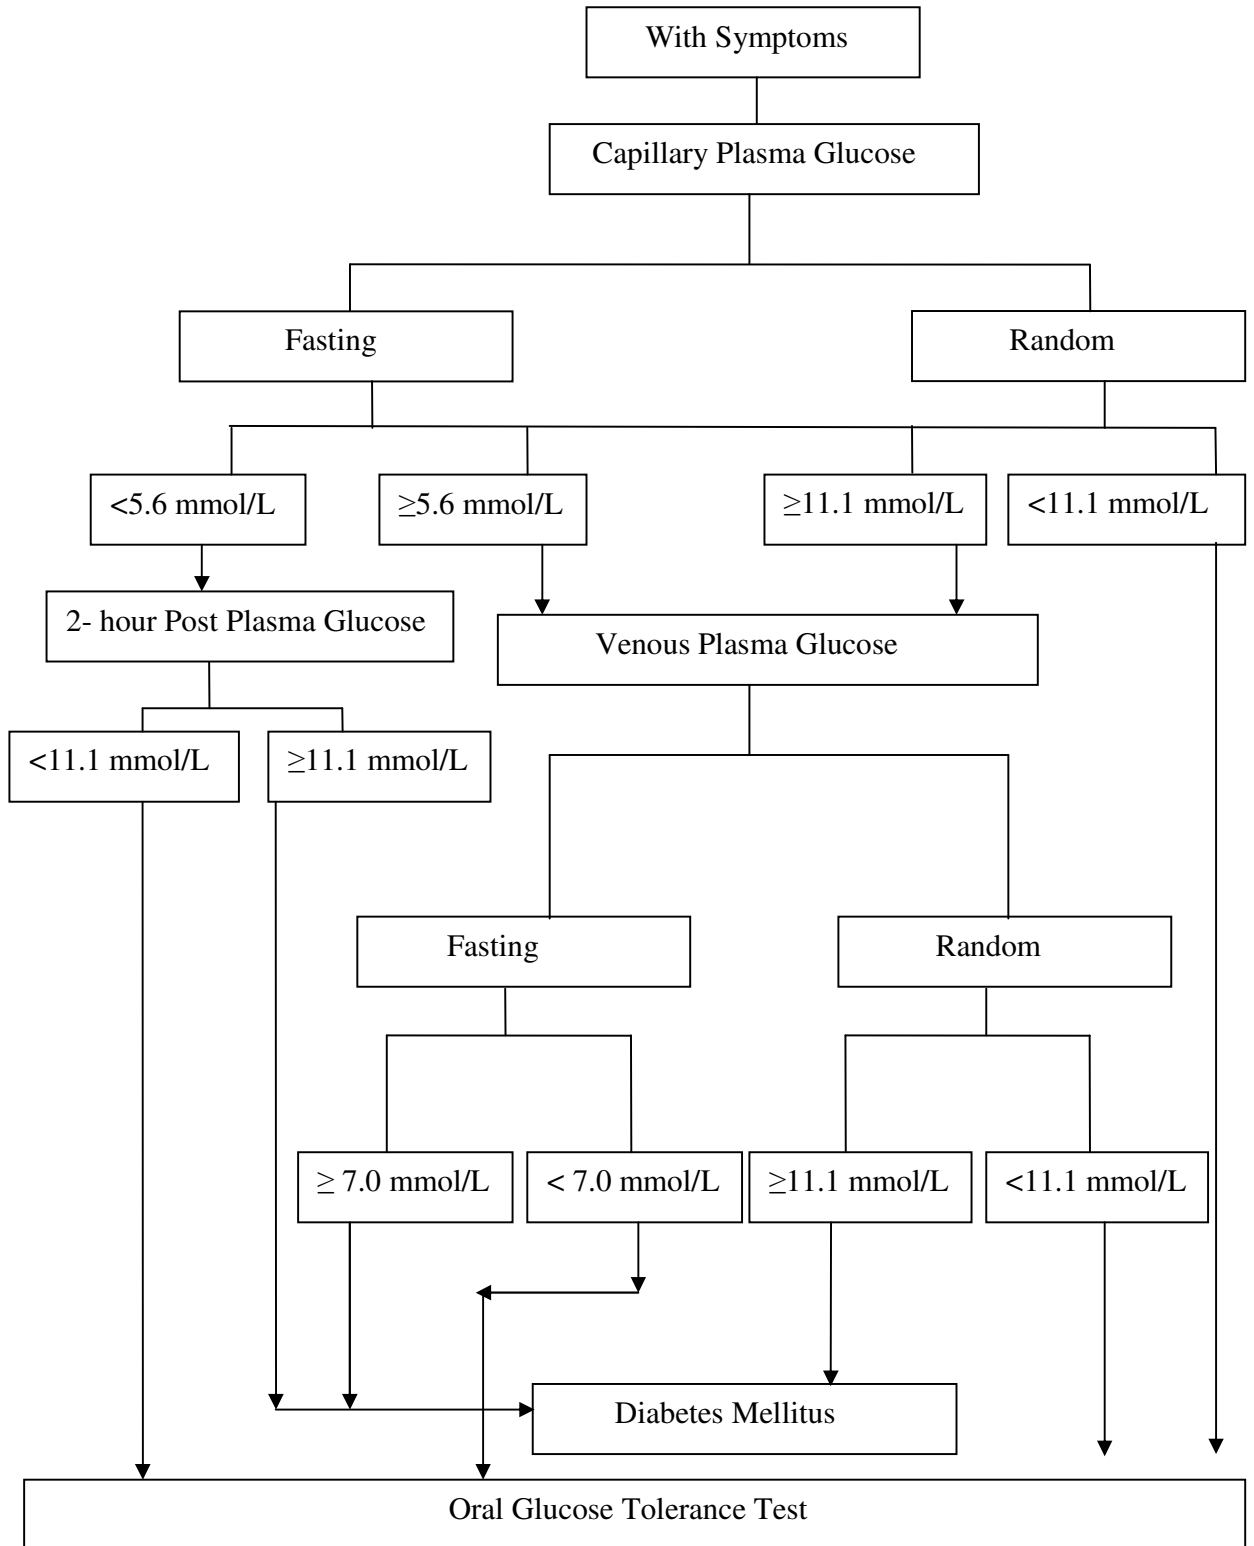 With Symptoms
Capillary Plasma Glucose
Fasting
Random
<5.6 mmol/L
≥5.6 mmol/L
≥11.1 mmol/L
<11.1 mmol/L
2- hour Post Plasma Glucose
Venous Plasma Glucose
<11.1 mmol/L
≥11.1 mmol/L
Fasting
Random
≥ 7.0 mmol/L
< 7.0 mmol/L
≥11.1 mmol/L
<11.1 mmol/L
Diabetes Mellitus
Oral Glucose Tolerance Test